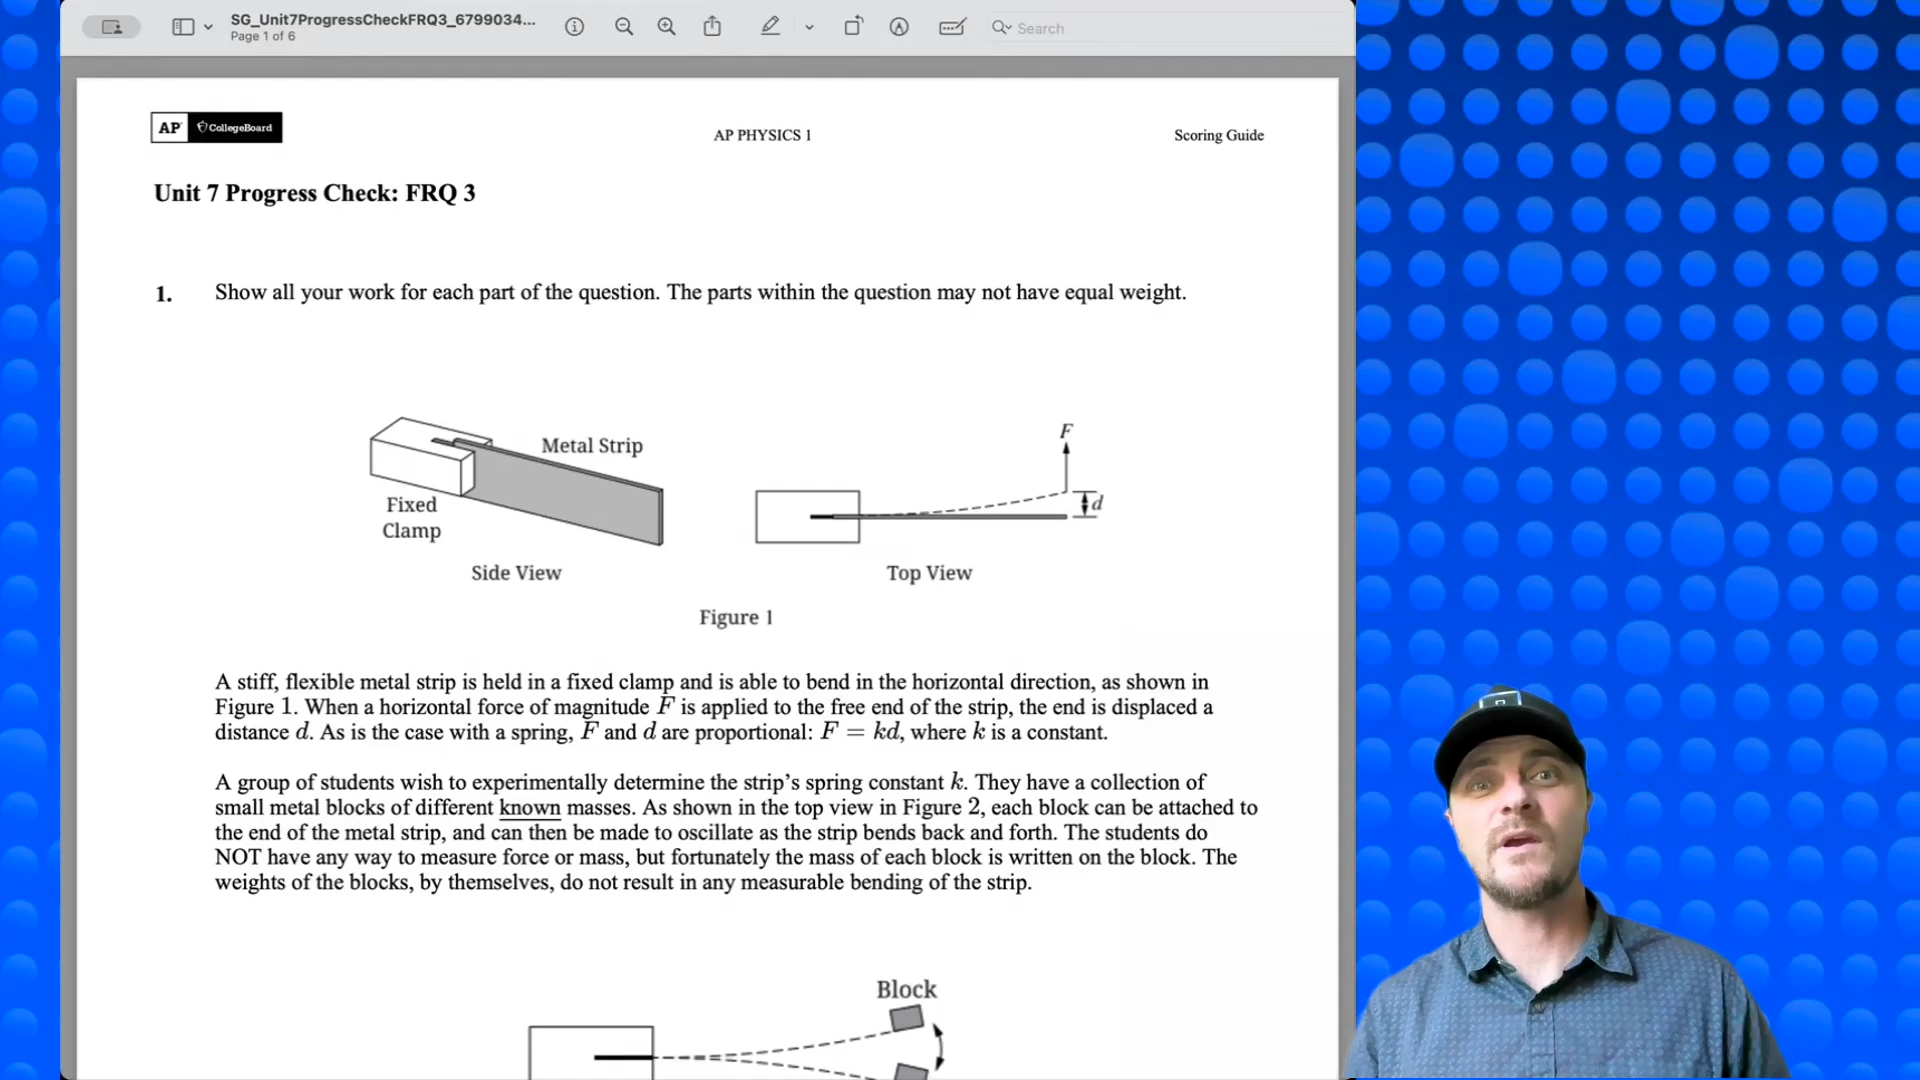 SG_Unit7ProgressCheckFRQ3_6799034...
Page 1 of 6
Search
AP CollegeBoard
AP PHYSICS 1
Scoring Guide
Unit 7 Progress Check: FRQ 3
1. Show all your work for each part of the question. The parts within the question may not have equal weight.
Metal Strip
Fixed
Clamp
Side View
F
d
Top View
Figure 1
A stiff, flexible metal strip is held in a fixed clamp and is able to bend in the horizontal direction, as shown in
Figure 1. When a horizontal force of magnitude F is applied to the free end of the strip, the end is displaced a
distance d. As is the case with a spring, F and d are proportional: F = kd, where k is a constant.
A group of students wish to experimentally determine the strip's spring constant k. They have a collection of
small metal blocks of different known masses. As shown in the top view in Figure 2, each block can be attached to
the end of the metal strip, and can then be made to oscillate as the strip bends back and forth. The students do
NOT have any way to measure force or mass, but fortunately the mass of each block is written on the block. The
weights of the blocks, by themselves, do not result in any measurable bending of the strip.
Block